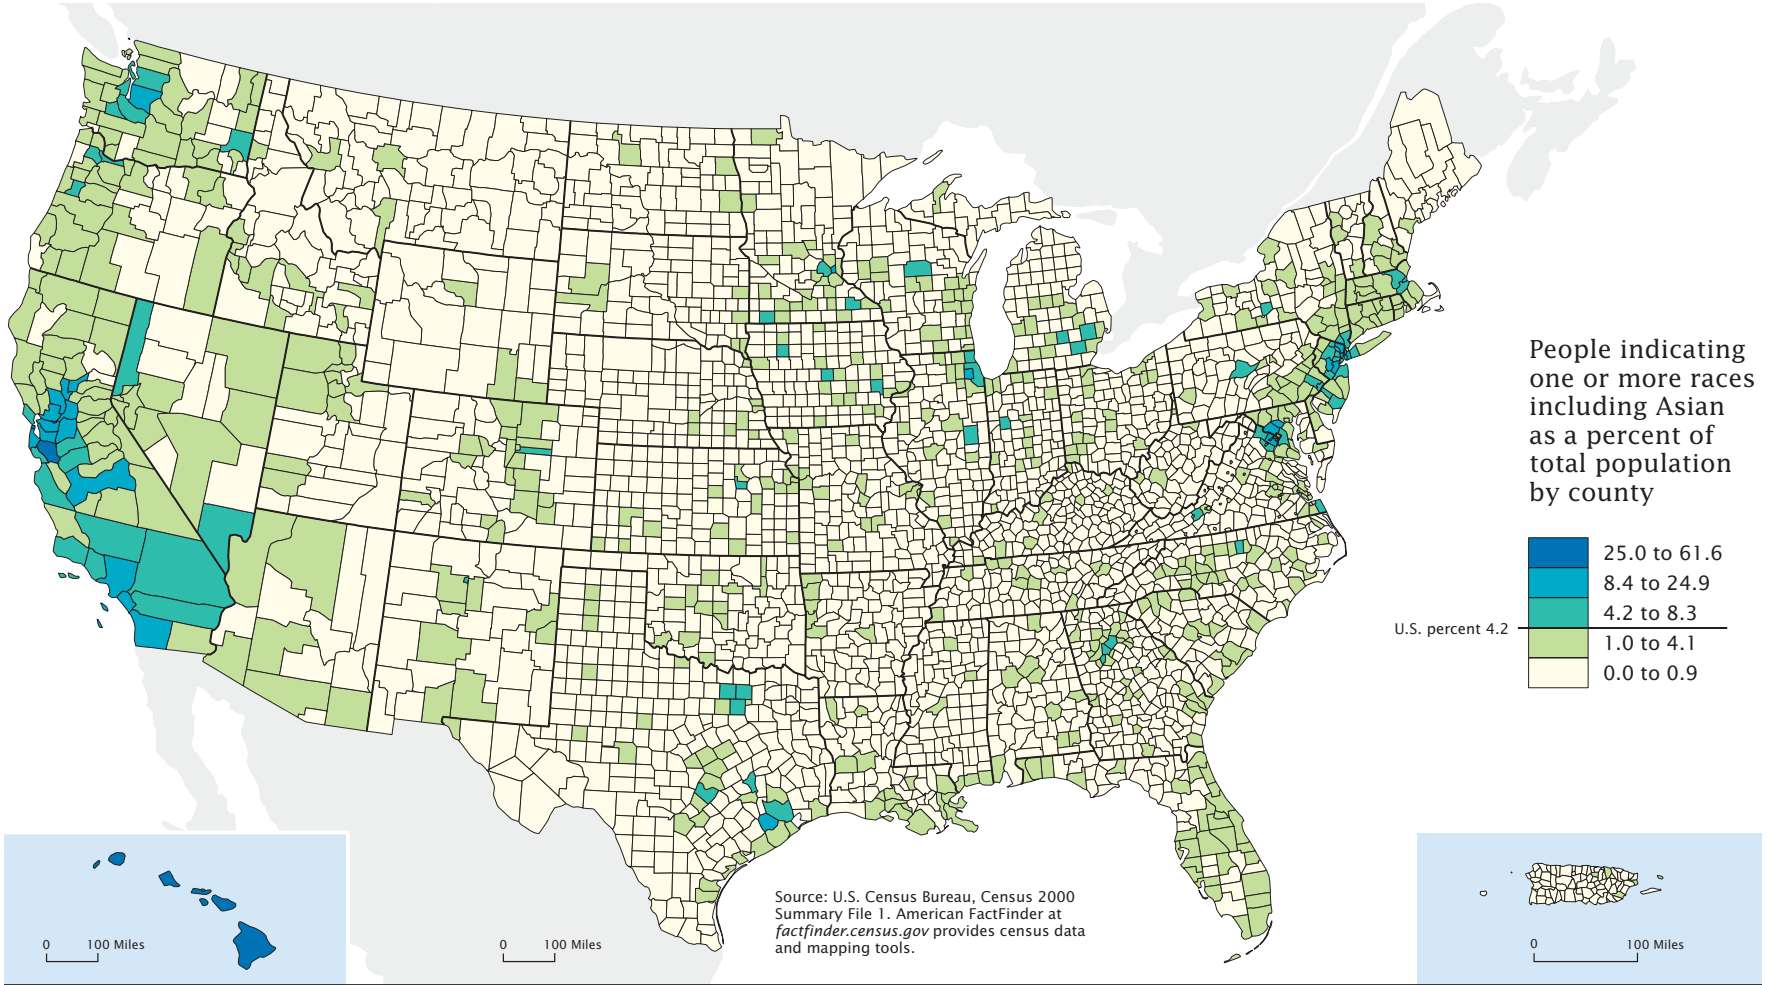 People indicating
one or more races
including Asian
as a percent of
total population
by county
25.0 to 61.6
8.4 to 24.9
4.2 to 8.3
U.S. percent 4.2
1.0 to 4.1
0.0 to 0.9
Source: U.S. Census Bureau, Census 2000
Summary File 1. American FactFinder at
factfinder.census.gov provides census data
and mapping tools.
0 100 Miles
0 100 Miles
0 100 Miles